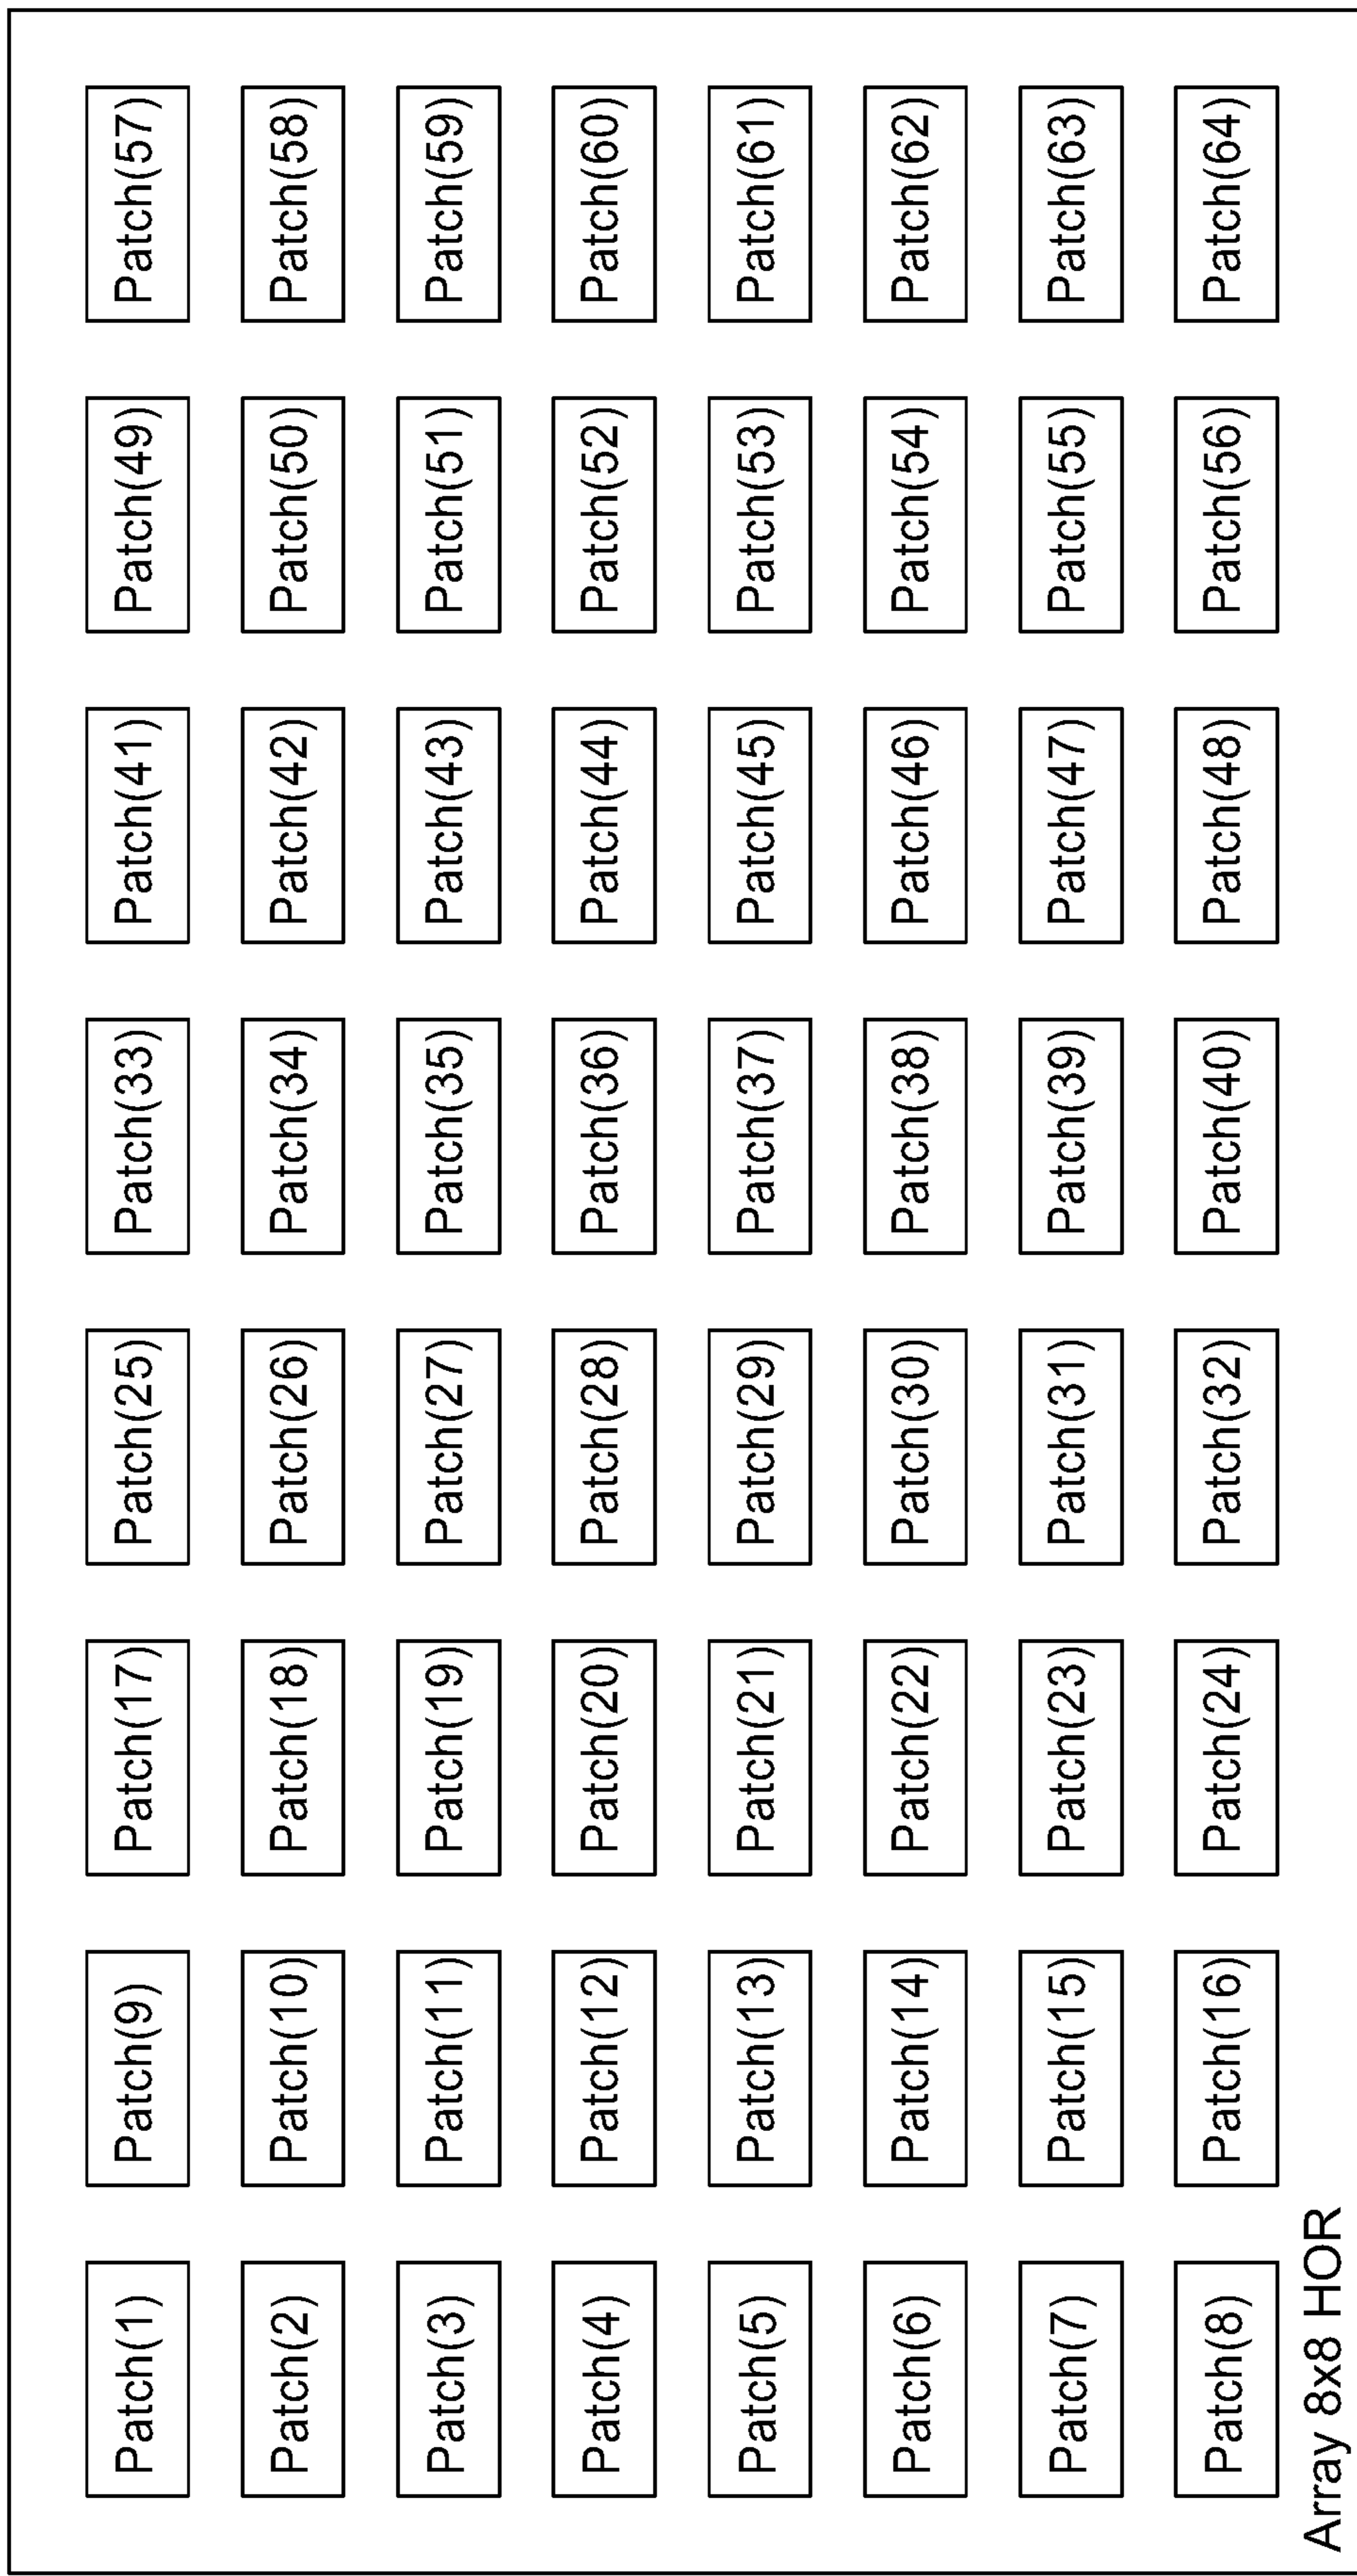 Patch(1) Patch(9) Patch(17) Patch(25) Patch(33) Patch(41) Patch(49) Patch(57)
Patch(2) Patch(10) Patch(18) Patch(26) Patch(34) Patch(42) Patch(50) Patch(58)
Patch(3) Patch(11) Patch(19) Patch(27) Patch(35) Patch(43) Patch(51) Patch(59)
Patch(4) Patch(12) Patch(20) Patch(28) Patch(36) Patch(44) Patch(52) Patch(60)
Patch(5) Patch(13) Patch(21) Patch(29) Patch(37) Patch(45) Patch(53) Patch(61)
Patch(6) Patch(14) Patch(22) Patch(30) Patch(38) Patch(46) Patch(54) Patch(62)
Patch(7) Patch(15) Patch(23) Patch(31) Patch(39) Patch(47) Patch(55) Patch(63)
Patch(8) Patch(16) Patch(24) Patch(32) Patch(40) Patch(48) Patch(56) Patch(64)
Array 8x8 HOR